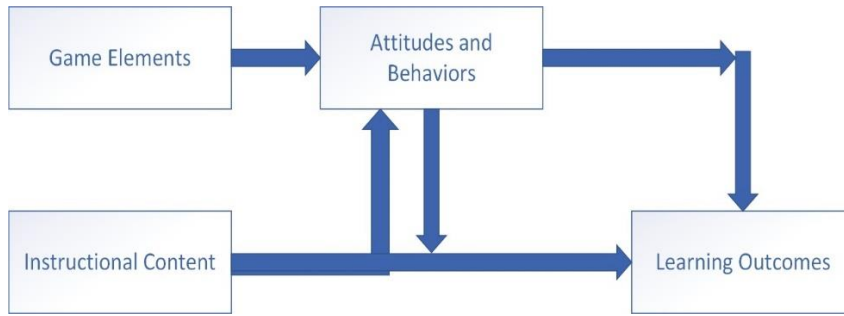 Game Elements
Attitudes and
Behaviors
Instructional Content
Learning Outcomes